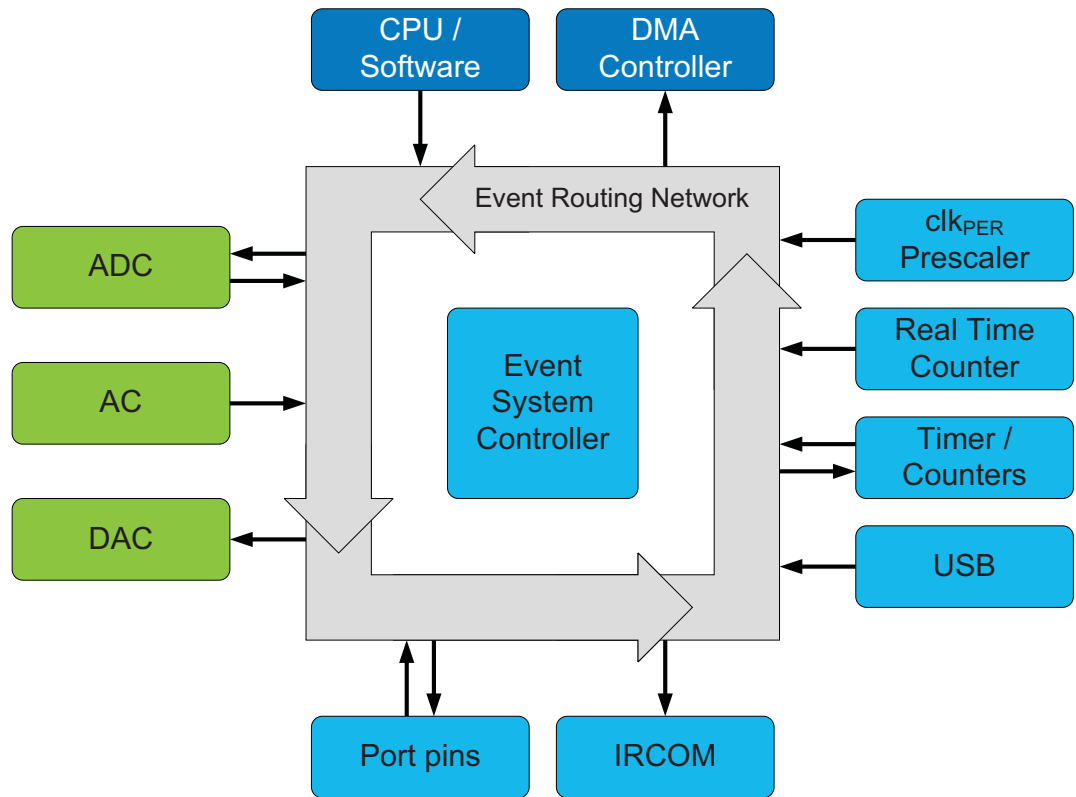 CPU /
Software
DMA
Controller
Event Routing Network
ADC
clkPER
Prescaler
Real Time
Counter
Event
System
Controller
AC
Timer /
Counters
DAC
USB
Port pins
IRCOM